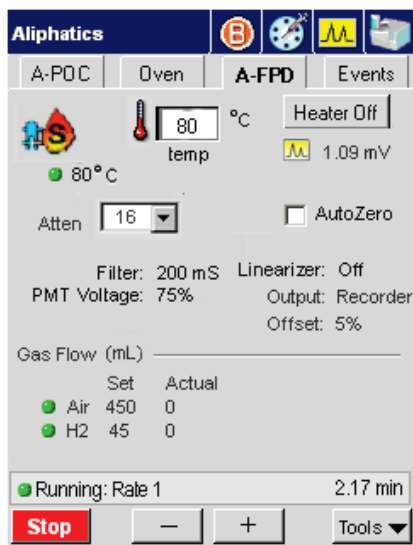 Aliphatics B
A-POC Oven A-FPD Events
S 80 °C Heater Off
temp 1.09 mV
80°C
Atten 16 AutoZero
Filter: 200 mS Linearizer: Off
PMT Voltage: 75% Output: Recorder
Offset: 5%
Gas Flow (mL)
Set Actual
Air 450 0
H2 45 0
Running: Rate 1 2.17 min
Stop − + Tools